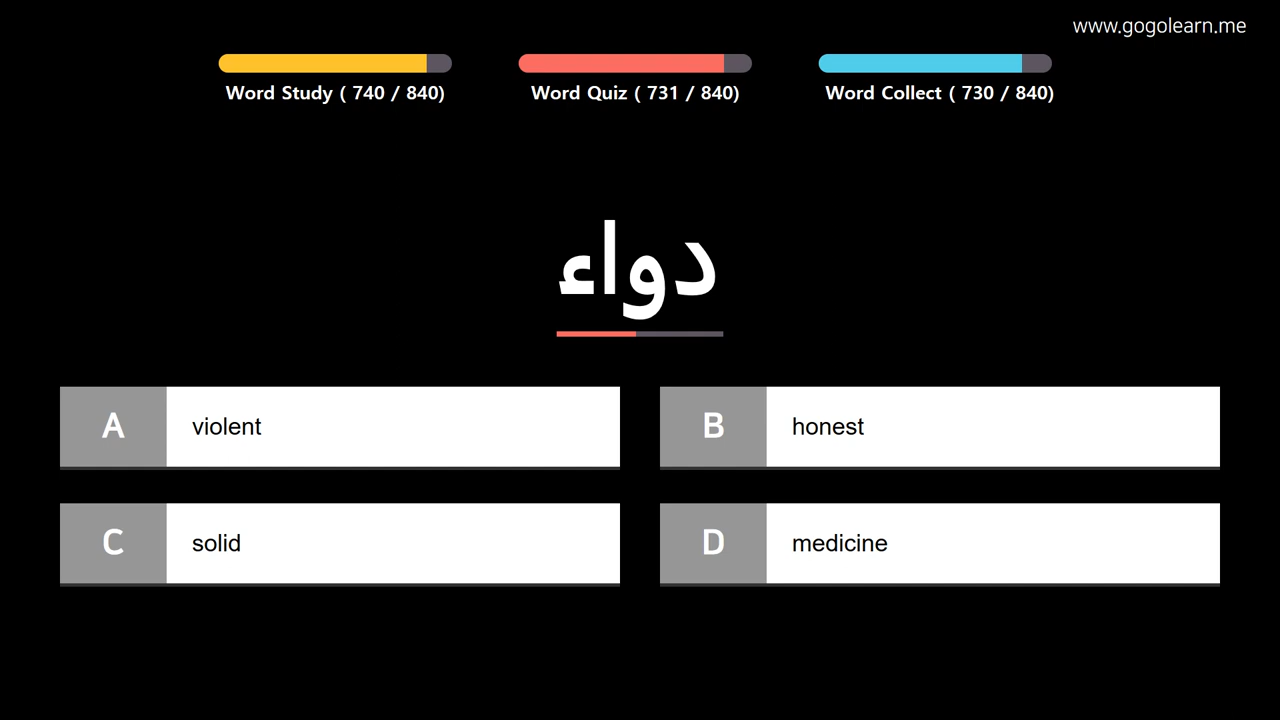 www.gogolearn.me
Word Study ( 740 / 840)
Word Quiz ( 731 / 840)
Word Collect ( 730 / 840)
دواء
A violent
B honest
C solid
D medicine